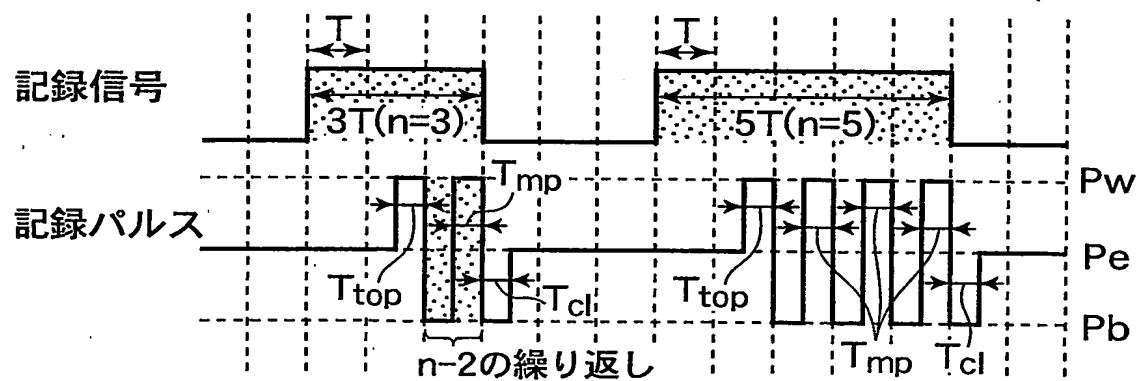 T
T
記録信号
3T(n=3)
5T(n=5)
Tmp
Pw
記録パルス
Pe
Ttop
Tcl
Ttop
Pb
Tmp
Tcl
n-2の繰り返し